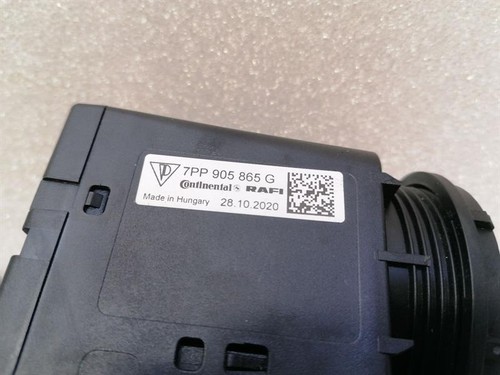 7PP 905 865 G
Continental RAFI
Made in Hungary 28.10.2020